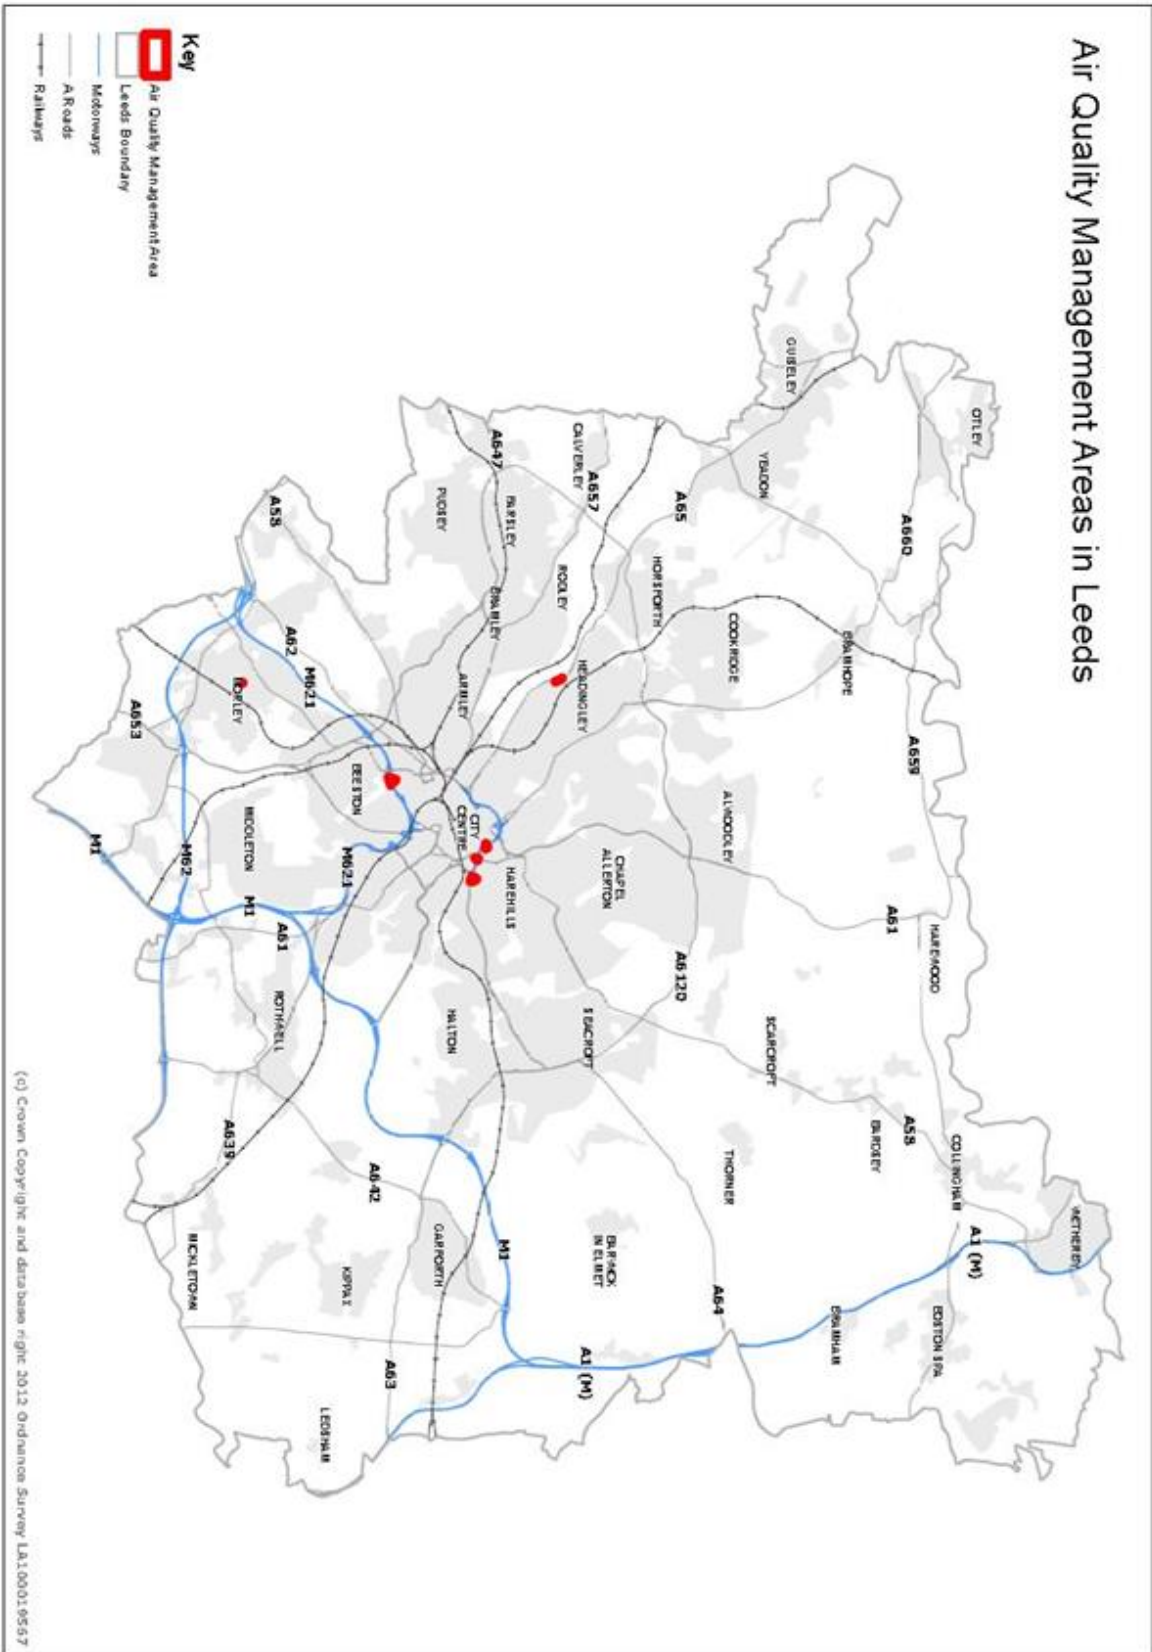 Air Quality Management Areas in Leeds
OTLEY
WETHERBY
A660
A659
COLLINGHAM
A1 (M)
HAREWOOD
BOSTON SPA
A61
A58
BARDSEY
GUISELEY
YEADON
BRAMHOPE
BRAMHAM
SCARCROFT
COOKRIDGE
ALWOODLEY
THORNER
A64
A65
HORSFORTH
A6120
CALVERLEY
A657
RODLEY
HEADINGLEY
CHAPEL
ALLERTON
SEACROFT
BARWICK
IN ELMET
A1 (M)
A647
FARSLEY
BRAMLEY
HAREHILLS
M1
PUDSEY
ARMLEY
CITY
CENTRE
HALTON
GARFORTH
A642
A63
BEESTON
M621
KIPPAX
LEDSHAM
A58
A62
M621
A61
ROTHWELL
MORLEY
MIDDLETON
M1
A639
MICKLETOWN
M62
A653
M1
Key
Air Quality Management Area
Leeds Boundary
Motorways
A Roads
Railways
(c) Crown Copyright and database right 2012 Ordnance Survey LA100019567